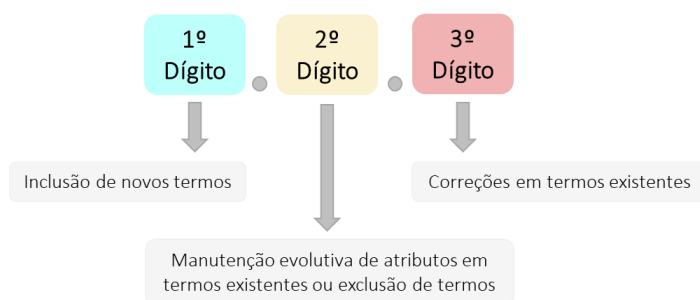 1º
Dígito
2º
Dígito
3º
Dígito
Inclusão de novos termos
Correções em termos existentes
Manutenção evolutiva de atributos em
termos existentes ou exclusão de termos